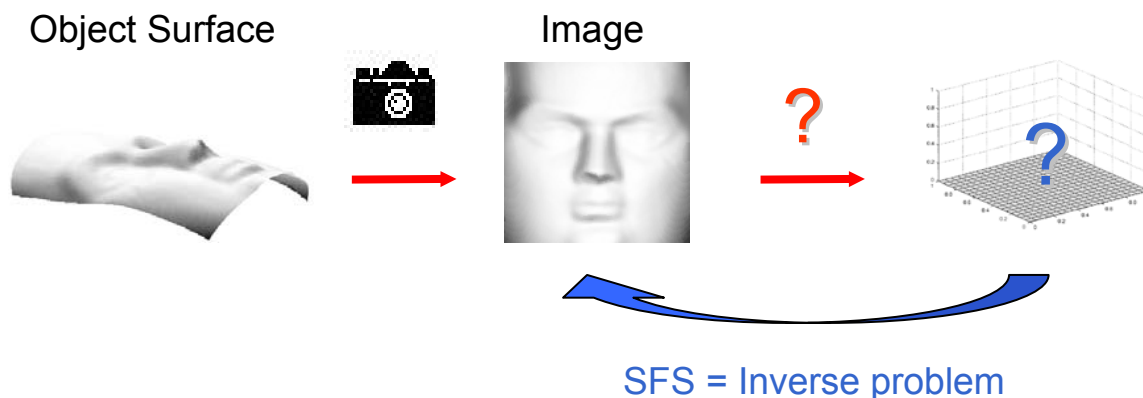 Object Surface
Image
?
?
SFS = Inverse problem